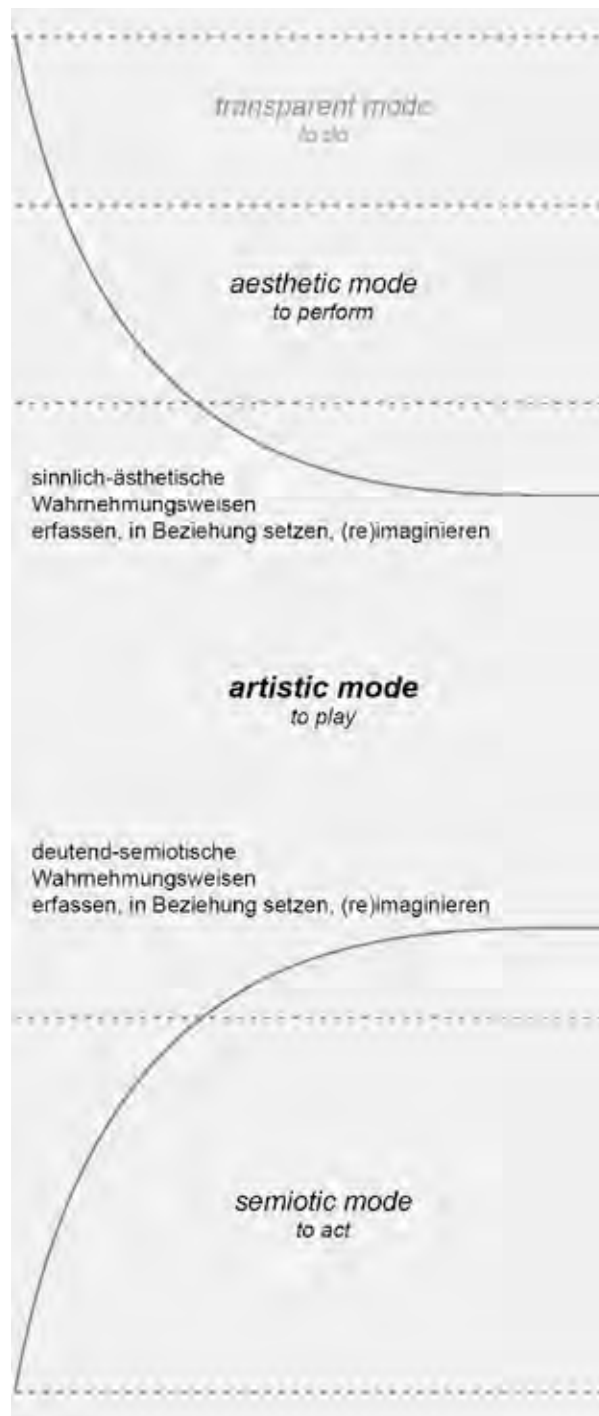 transparent mode
to do
aesthetic mode
to perform
sinnlich-ästhetische
Wahrnehmungsweisen
erfassen, in Beziehung setzen, (re)imaginieren
artistic mode
to play
deutend-semiotische
Wahrnehmungsweisen
erfassen, in Beziehung setzen, (re)imaginieren
semiotic mode
to act